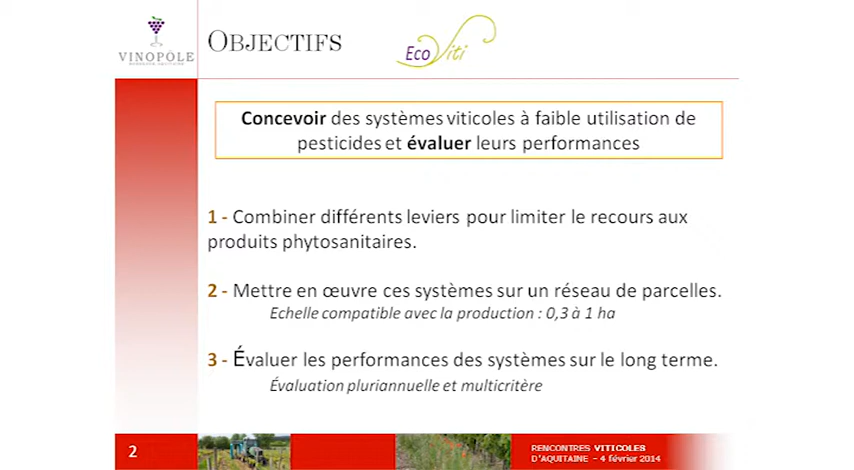 VINOPÔLE
OBJECTIFS
EcoViti
Concevoir des systèmes viticoles à faible utilisation de
pesticides et évaluer leurs performances
1 - Combiner différents leviers pour limiter le recours aux
produits phytosanitaires.
2 - Mettre en œuvre ces systèmes sur un réseau de parcelles.
Echelle compatible avec la production : 0,3 à 1 ha
3 - Évaluer les performances des systèmes sur le long terme.
Évaluation pluriannuelle et multicritère
2
RENCONTRES VITICOLES
D'AQUITAINE – 4 février 2014